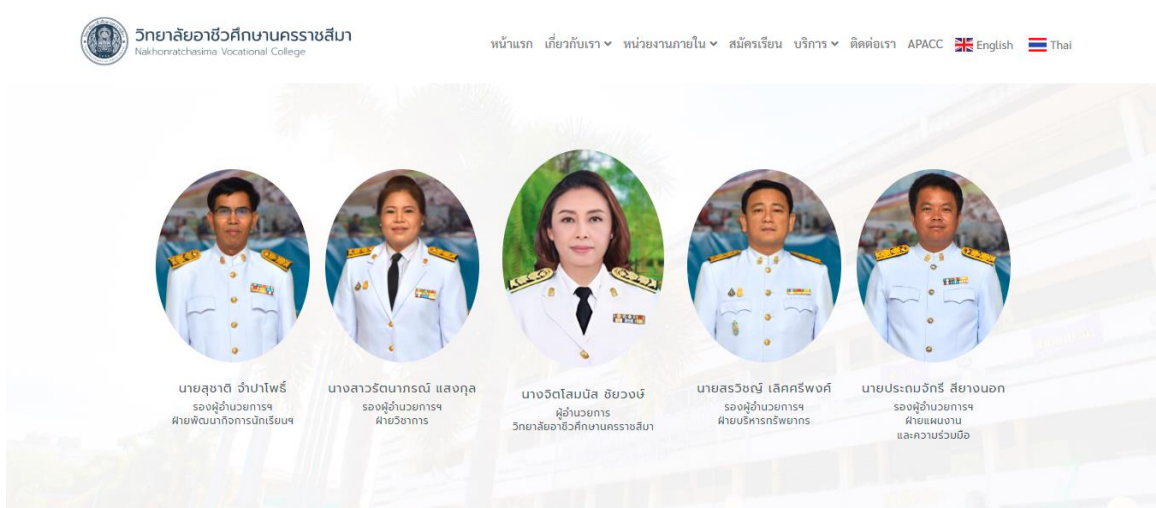 วิทยาลัยอาชีวศึกษานครราชสีมา
Nakhonratchasima Vocational College
หน้าแรก เกี่ยวกับเรา หน่วยงานภายใน สมัครเรียน บริการ ติดต่อเรา APACC English Thai
นายสุชาติ จำปาโพธิ์
รองผู้อำนวยการฯ
ฝ่ายพัฒนากิจการนักเรียนฯ
นางสาวรัตนาภรณ์ แสงกุล
รองผู้อำนวยการฯ
ฝ่ายวิชาการ
นางจิตโสมนัส ชัยวงษ์
ผู้อำนวยการ
วิทยาลัยอาชีวศึกษานครราชสีมา
นายสรวิชญ์ เลิศศรีพงศ์
รองผู้อำนวยการฯ
ฝ่ายบริหารทรัพยากร
นายประถมจักรี สียางนอก
รองผู้อำนวยการฯ
ฝ่ายแผนงาน
และความร่วมมือ